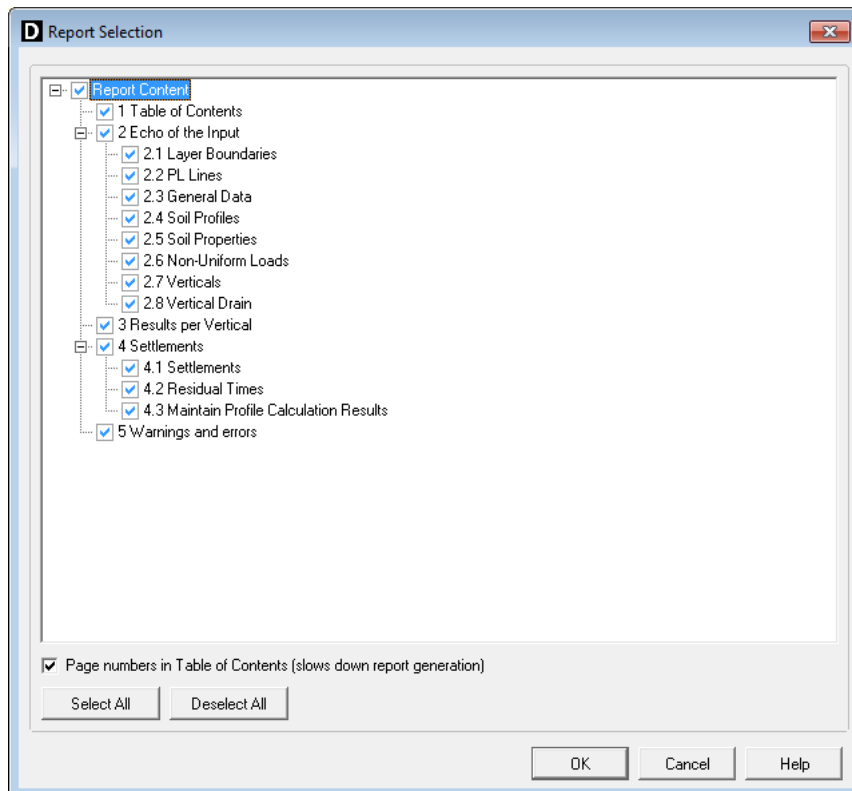 D Report Selection
Report Content
1 Table of Contents
2 Echo of the Input
2.1 Layer Boundaries
2.2 PL Lines
2.3 General Data
2.4 Soil Profiles
2.5 Soil Properties
2.6 Non-Uniform Loads
2.7 Verticals
2.8 Vertical Drain
3 Results per Vertical
4 Settlements
4.1 Settlements
4.2 Residual Times
4.3 Maintain Profile Calculation Results
5 Warnings and errors
Page numbers in Table of Contents (slows down report generation)
Select All Deselect All
OK Cancel Help